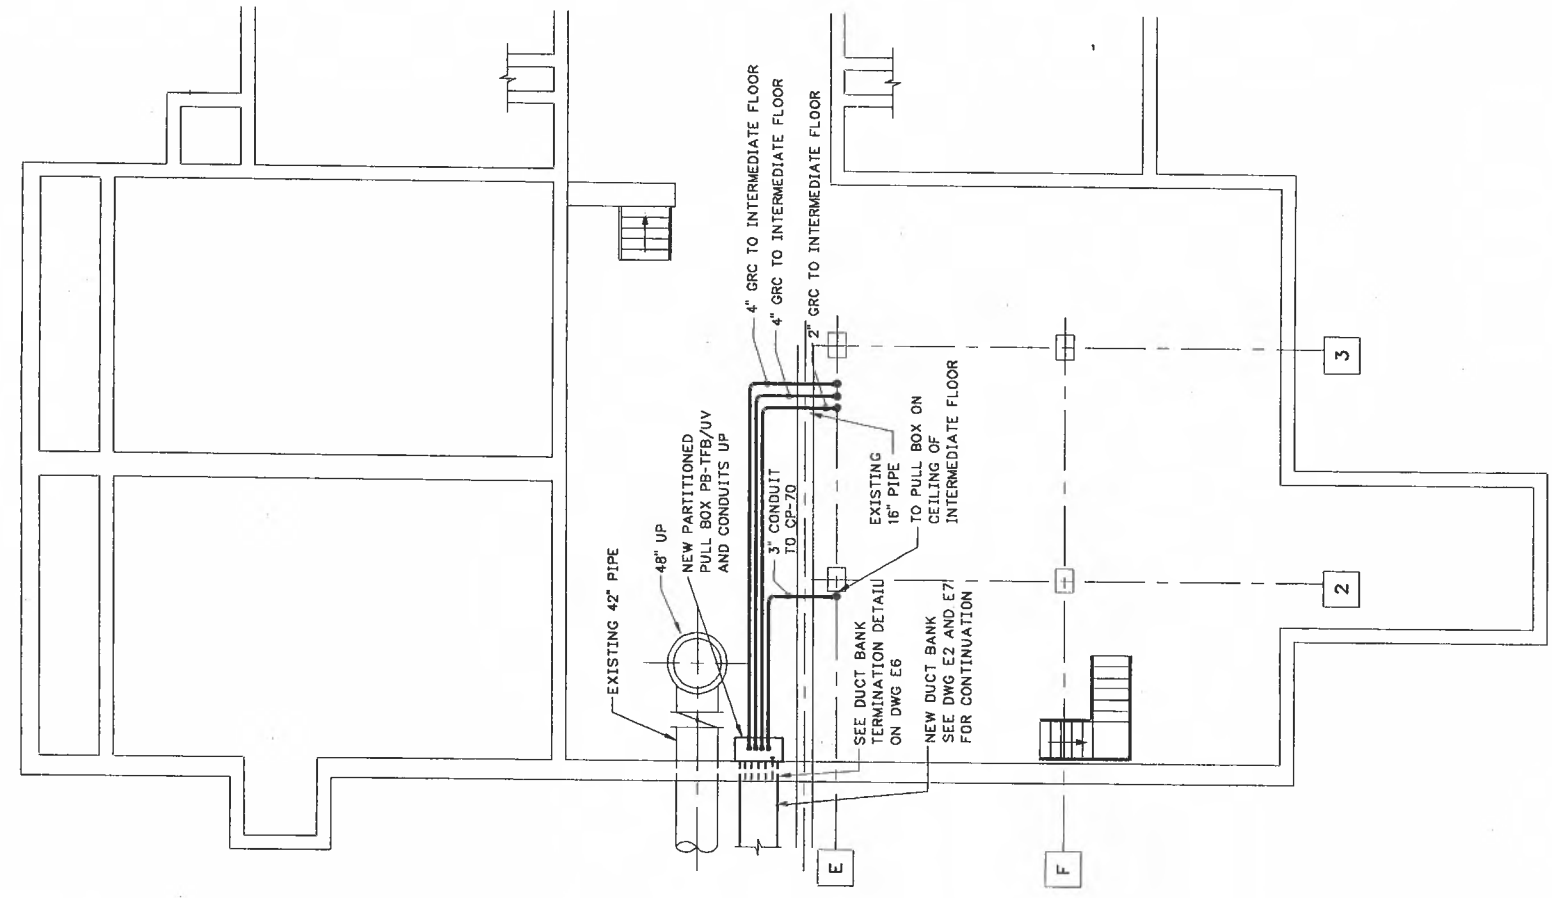 4" GRC TO INTERMEDIATE FLOOR
4" GRC TO INTERMEDIATE FLOOR
2" GRC TO INTERMEDIATE FLOOR
EXISTING 42" PIPE
48" UP
NEW PARTITIONED
PULL BOX PB-TFB/UV
AND CONDUITS UP
3" CONDUIT
TO CP-70
EXISTING
16" PIPE
TO PULL BOX ON
CEILING OF
INTERMEDIATE FLOOR
SEE DUCT BANK
TERMINATION DETAIL
ON DWG E6
NEW DUCT BANK
SEE DWG E2 AND E7
FOR CONTINUATION
3
2
E
F